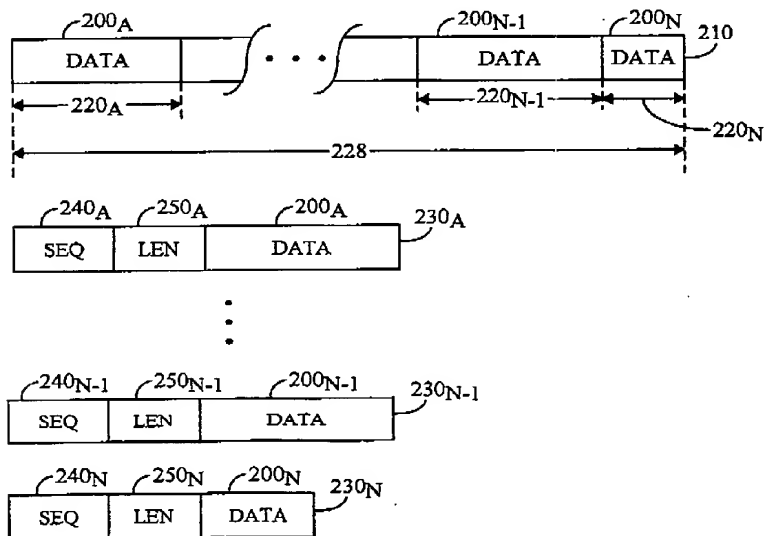 200A 200N-1 200N
DATA • • • DATA DATA 210
220A 220N-1 220N
228
240A 250A 200A 230A
SEQ LEN DATA
240N-1 250N-1 200N-1 230N-1
SEQ LEN DATA
240N 250N 200N 230N
SEQ LEN DATA